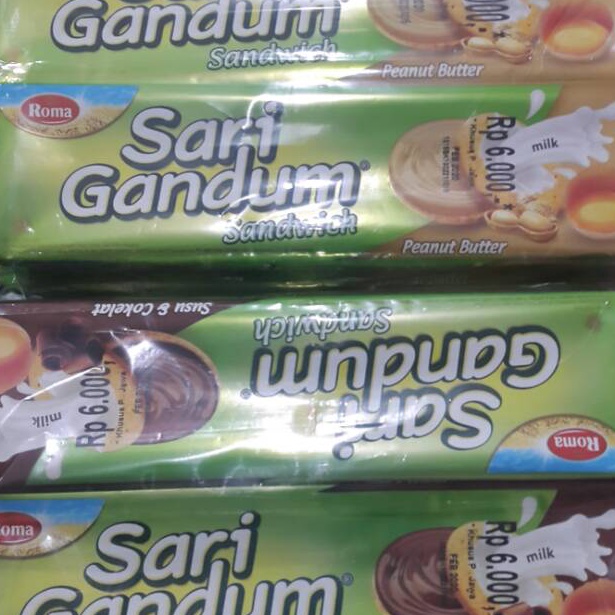 Gandum
Sandwich
Peanut Butter
Roma
Sari
Gandum
Sandwich
Peanut Butter
milk
Rp 6.000,-*
Susu & Cokelat
Sandwich
Gandum
Sari
Roma
milk
Rp 6.000,-
Sari
Gandum
milk
Rp 6.000